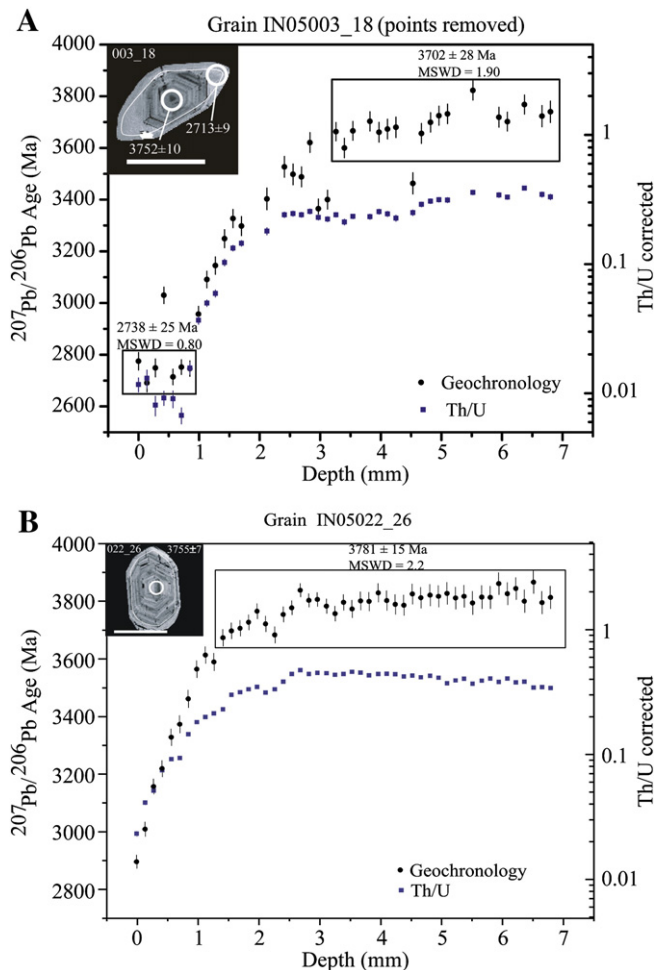 A
Grain IN05003_18 (points removed)
4000
3800
3600
3400
3200
3000
2800
2600
207Pb/206Pb Age (Ma)
003_18
2713±9
3752±10
3702 ± 28 Ma
MSWD = 1.90
2738 ± 25 Ma
MSWD = 0.80
Geochronology
Th/U
1
0.1
0.01
Th/U corrected
0 1 2 3 4 5 6 7
Depth (mm)
B
Grain IN05022_26
4000
3800
3600
3400
3200
3000
2800
207Pb/206Pb Age (Ma)
022_26 3755±7
3781 ± 15 Ma
MSWD = 2.2
Geochronology
Th/U
1
0.1
0.01
Th/U corrected
0 1 2 3 4 5 6 7
Depth (mm)